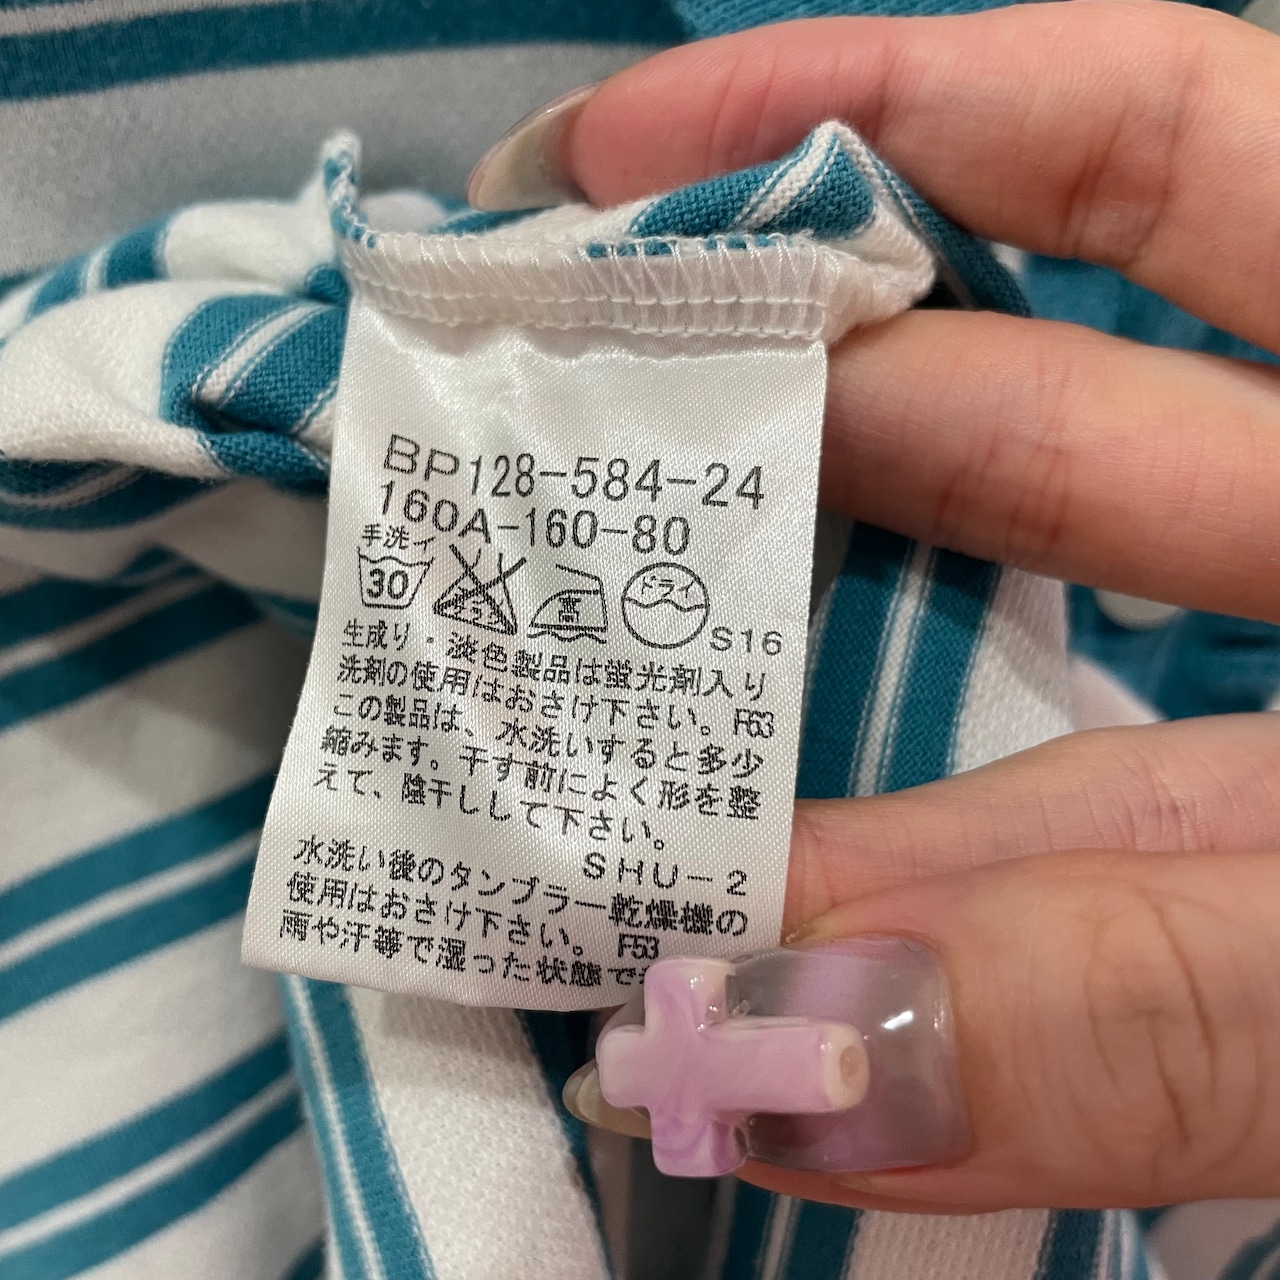 BP128-584-24
160A-160-80
手洗イ
30
ドライ
高
S16
生成り・淡色製品は蛍光剤入り
洗剤の使用はおさけ下さい。F63
この製品は、水洗いすると多少
縮みます。干す前によく形を整
えて、陰干しして下さい。
SHU-2
水洗い後のタンブラー乾燥機の
使用はおさけ下さい。F53
雨や汗等で湿った状態で